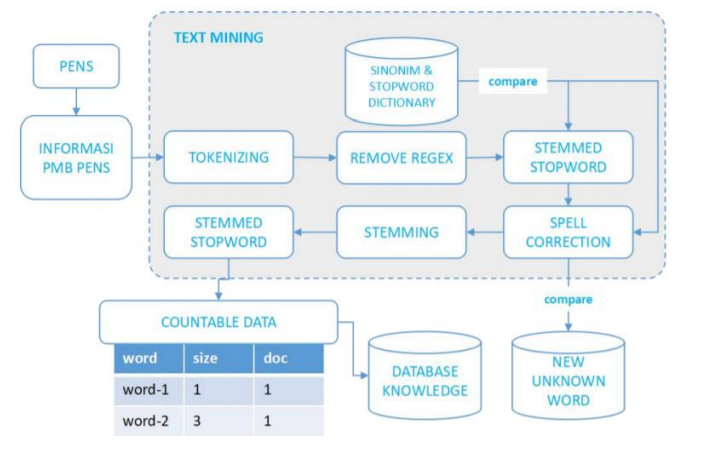 TEXT MINING
PENS
SINONIM &
STOPWORD
DICTIONARY
compare
INFORMASI
PMB PENS
TOKENIZING
REMOVE REGEX
STEMMED
STOPWORD
STEMMED
STOPWORD
STEMMING
SPELL
CORRECTION
compare
COUNTABLE DATA
word size doc
word-1 1 1
word-2 3 1
DATABASE
KNOWLEDGE
NEW
UNKNOWN
WORD